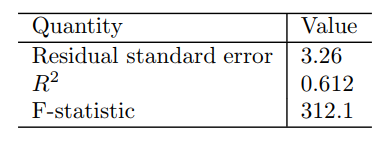 Quantity Value
Residual standard error 3.26
R² 0.612
F-statistic 312.1